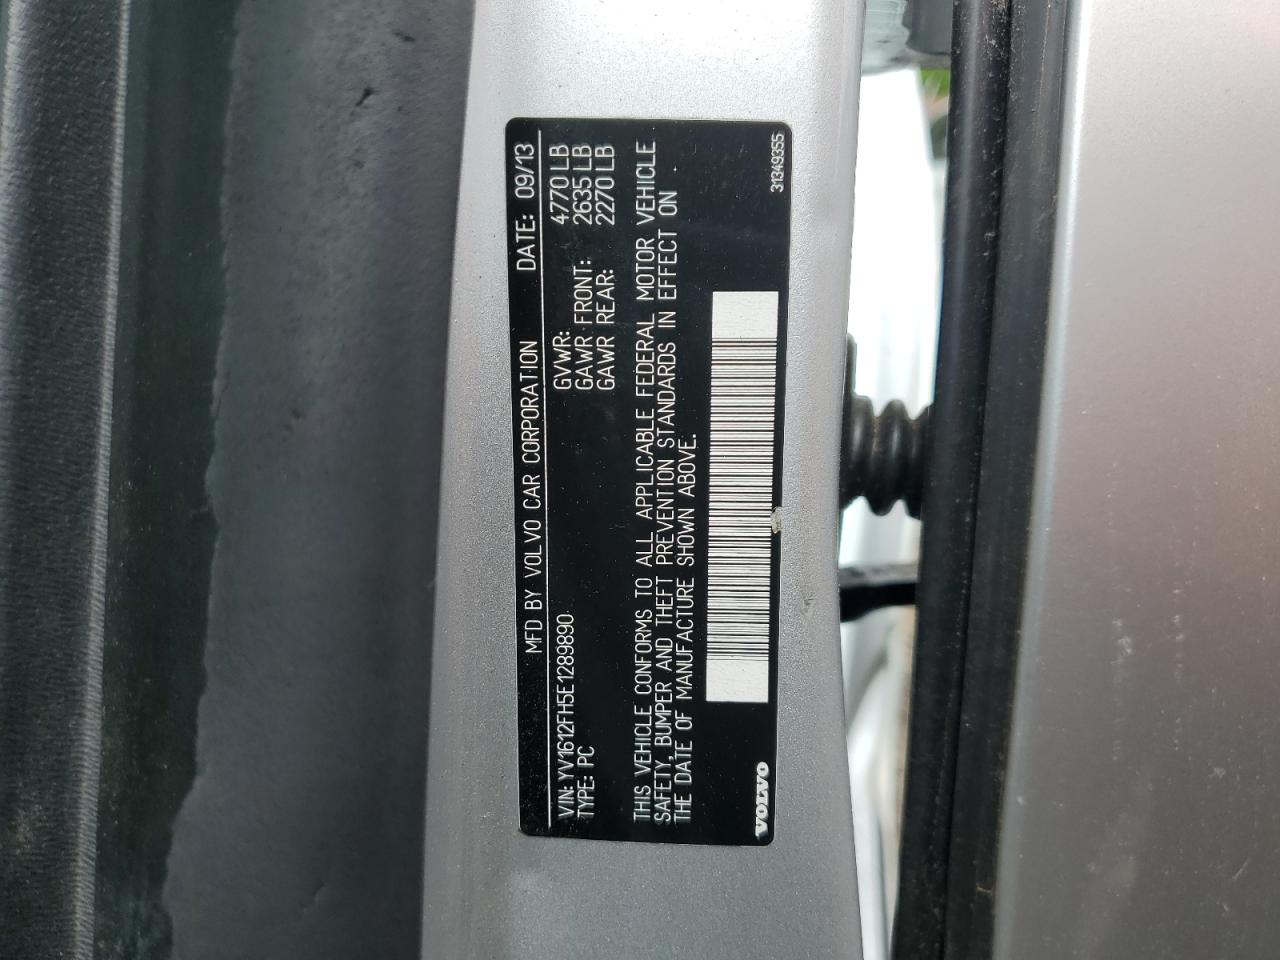 MFD BY VOLVO CAR CORPORATION DATE: 09/13
VIN: YV1612FH5E1289890 GVWR: 4770 LB
TYPE: PC GAWR FRONT: 2635 LB
GAWR REAR: 2270 LB
THIS VEHICLE CONFORMS TO ALL APPLICABLE FEDERAL MOTOR VEHICLE
SAFETY, BUMPER AND THEFT PREVENTION STANDARDS IN EFFECT ON
THE DATE OF MANUFACTURE SHOWN ABOVE.
VOLVO 31349355